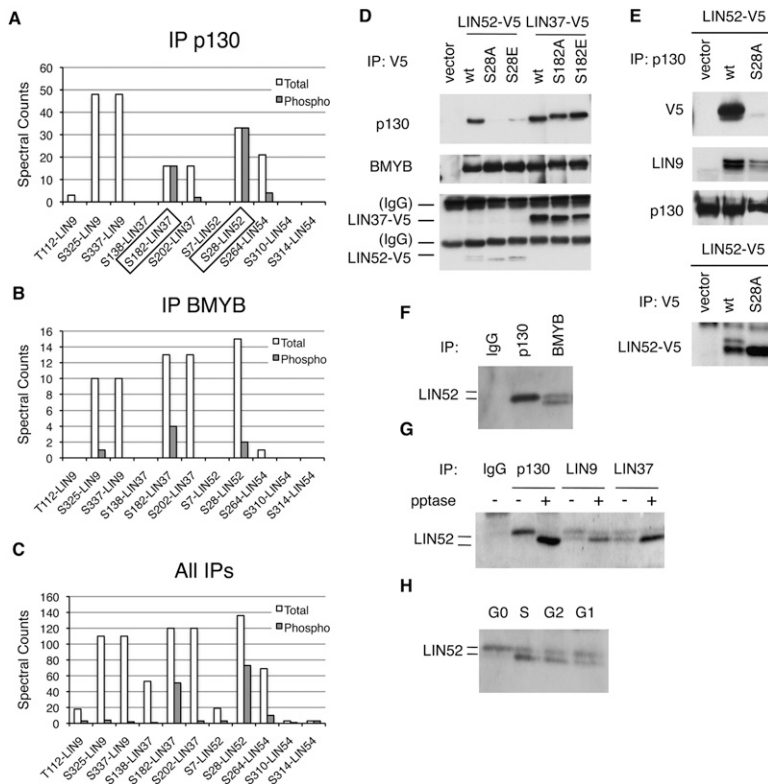 A
IP p130
Spectral Counts
60
50
40
30
20
10
0
Total
Phospho
T112-LIN9
S325-LIN9
S337-LIN9
S138-LIN37
S182-LIN37
S202-LIN37
S7-LIN52
S28-LIN52
S264-LIN54
S310-LIN54
S314-LIN54
B
IP BMYB
Spectral Counts
16
14
12
10
8
6
4
2
0
Total
Phospho
T112-LIN9
S325-LIN9
S337-LIN9
S138-LIN37
S182-LIN37
S202-LIN37
S7-LIN52
S28-LIN52
S264-LIN54
S310-LIN54
S314-LIN54
C
All IPs
Spectral Counts
160
140
120
100
80
60
40
20
0
Total
Phospho
T112-LIN9
S325-LIN9
S337-LIN9
S138-LIN37
S182-LIN37
S202-LIN37
S7-LIN52
S28-LIN52
S264-LIN54
S310-LIN54
S314-LIN54
D
LIN52-V5 LIN37-V5
IP: V5
vector wt S28A S28E wt S182A S182E
p130
BMYB
(IgG)
LIN37-V5
(IgG)
LIN52-V5
E
LIN52-V5
IP: p130
vector wt S28A
V5
LIN9
p130
LIN52-V5
IP: V5
vector wt S28A
LIN52-V5
F
IP: IgG p130 BMYB
LIN52
G
IP: IgG p130 LIN9 LIN37
pptase - - + - + - +
LIN52
H
G0 S G2 G1
LIN52